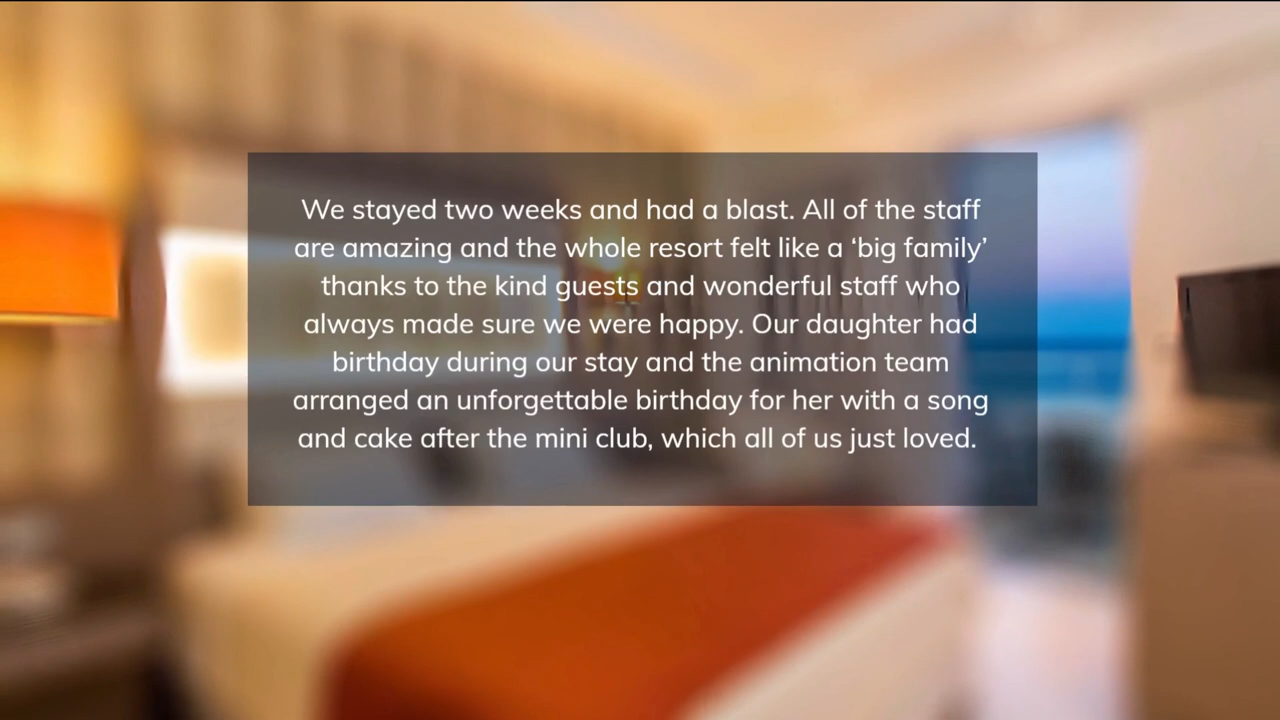 We stayed two weeks and had a blast. All of the staff
are amazing and the whole resort felt like a ‘big family’
thanks to the kind guests and wonderful staff who
always made sure we were happy. Our daughter had
birthday during our stay and the animation team
arranged an unforgettable birthday for her with a song
and cake after the mini club, which all of us just loved.